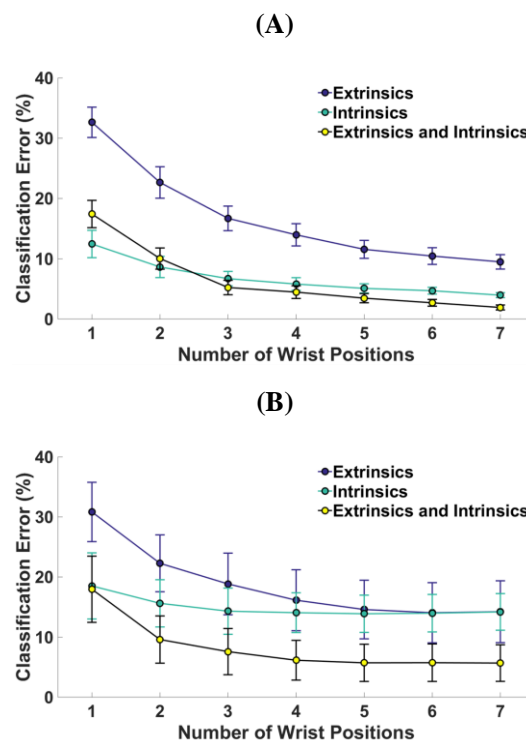 (A)
40
30
20
10
0
Classification Error (%)
Extrinsics
Intrinsics
Extrinsics and Intrinsics
1 2 3 4 5 6 7
Number of Wrist Positions
(B)
40
30
20
10
0
Classification Error (%)
Extrinsics
Intrinsics
Extrinsics and Intrinsics
1 2 3 4 5 6 7
Number of Wrist Positions